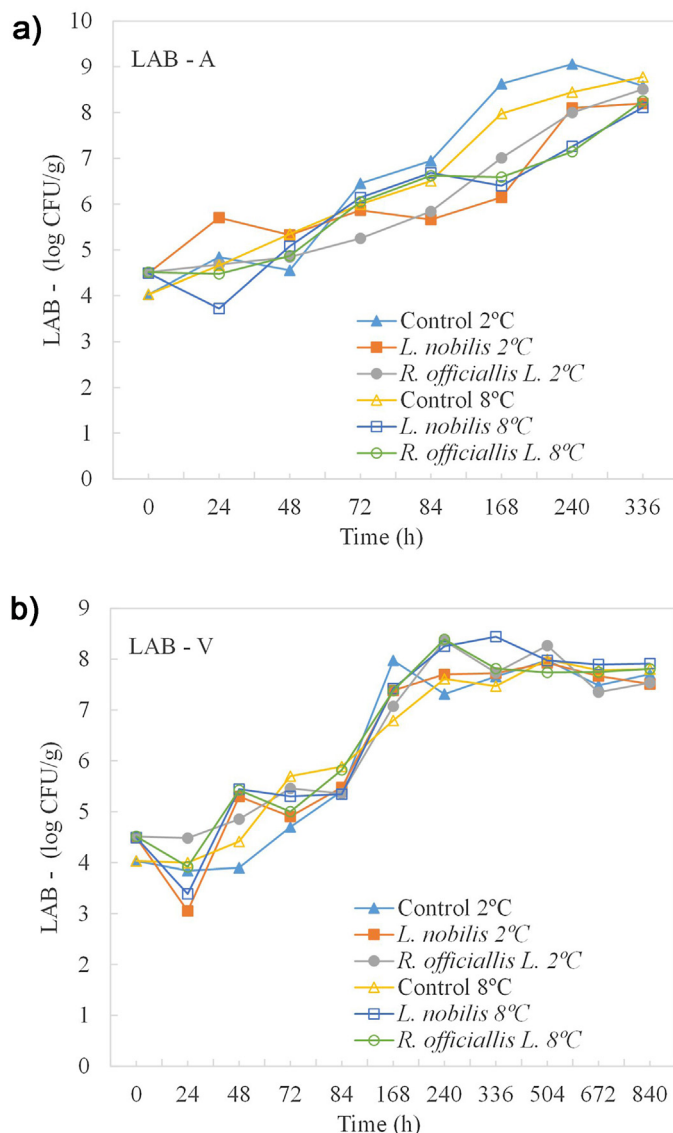 a)
LAB - A
LAB - (log CFU/g)
10
9
8
7
6
5
4
3
2
1
0
Control 2ºC
L. nobilis 2ºC
R. officiallis L. 2ºC
Control 8ºC
L. nobilis 8ºC
R. officiallis L. 8ºC
0 24 48 72 84 168 240 336
Time (h)
b)
LAB - V
LAB - (log CFU/g)
9
8
7
6
5
4
3
2
1
0
Control 2ºC
L. nobilis 2ºC
R. officiallis L. 2ºC
Control 8ºC
L. nobilis 8ºC
R. officiallis L. 8ºC
0 24 48 72 84 168 240 336 504 672 840
Time (h)